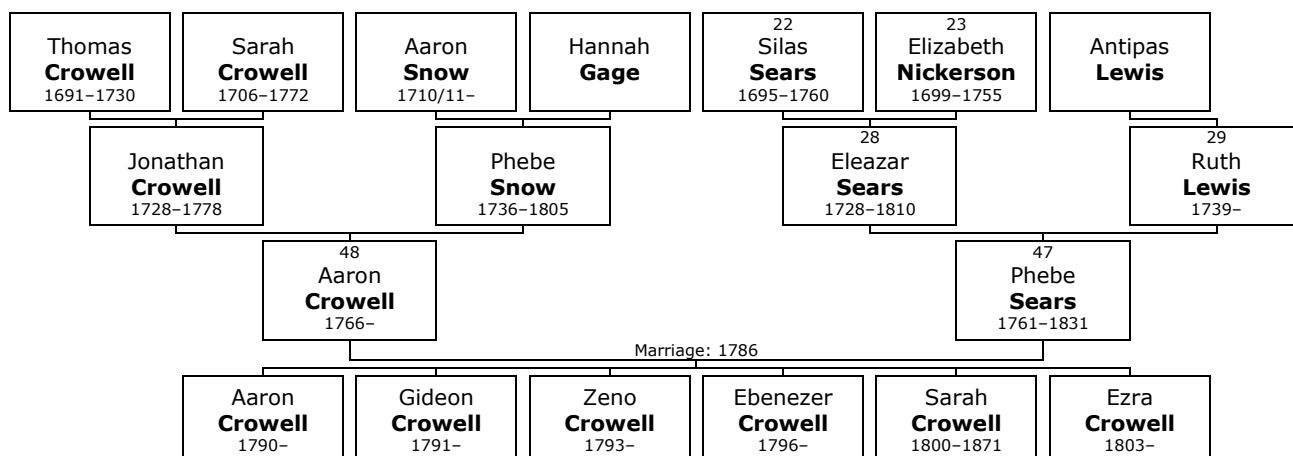 Thomas
Crowell
1691–1730
Sarah
Crowell
1706–1772
Aaron
Snow
1710/11–
Hannah
Gage
22
Silas
Sears
1695–1760
23
Elizabeth
Nickerson
1699–1755
Antipas
Lewis
Jonathan
Crowell
1728–1778
Phebe
Snow
1736–1805
28
Eleazar
Sears
1728–1810
29
Ruth
Lewis
1739–
48
Aaron
Crowell
1766–
47
Phebe
Sears
1761–1831
Marriage: 1786
Aaron
Crowell
1790–
Gideon
Crowell
1791–
Zeno
Crowell
1793–
Ebenezer
Crowell
1796–
Sarah
Crowell
1800–1871
Ezra
Crowell
1803–